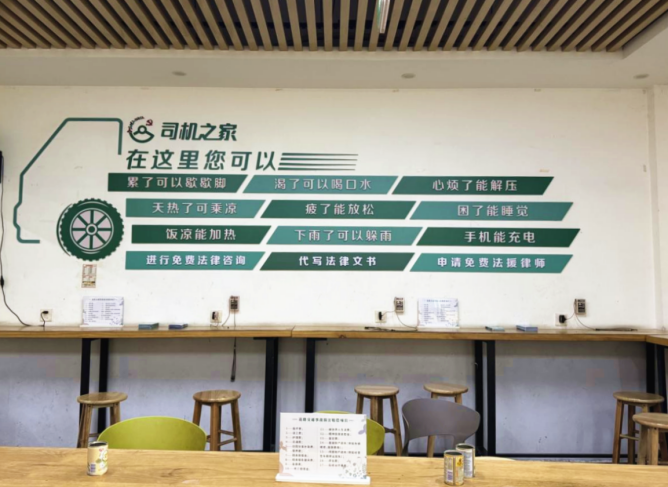 司机之家
在这里您可以
累了可以歇歇脚 渴了可以喝口水 心烦了能解压
天热了可乘凉 疲了能放松 困了能睡觉
饭凉能加热 下雨了可以躲雨 手机能充电
进行免费法律咨询 代写法律文书 申请免费法援律师